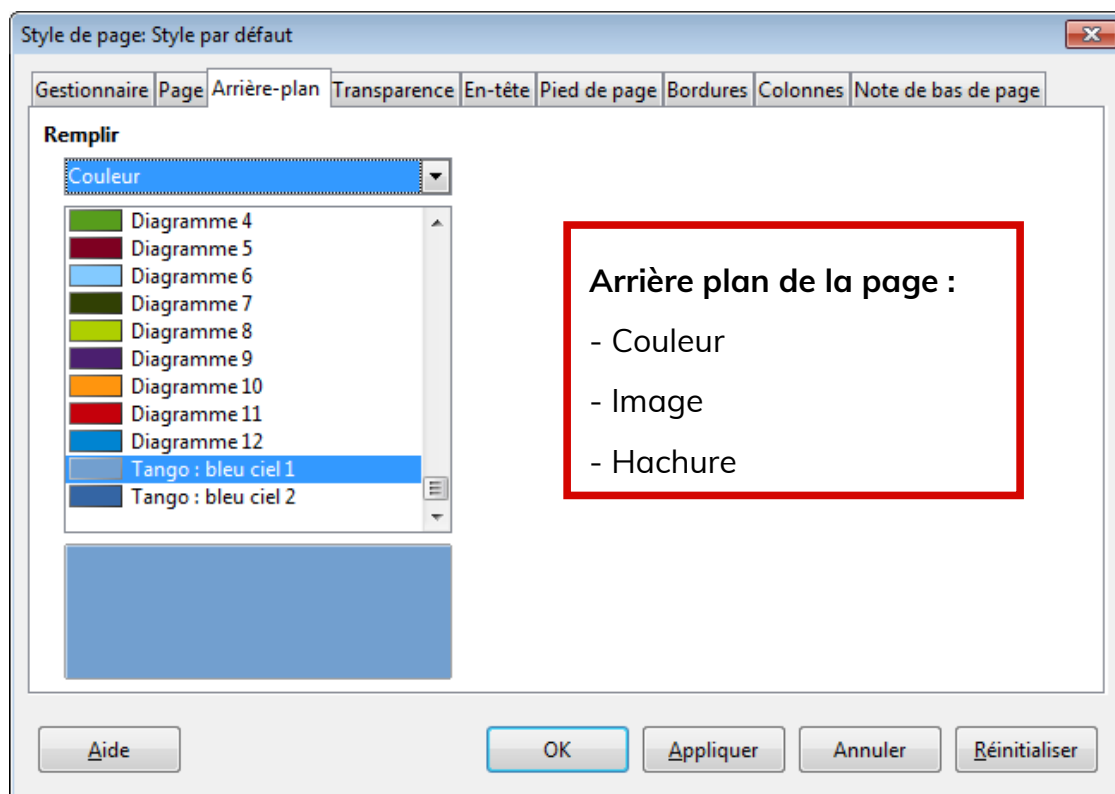 Style de page: Style par défaut
Gestionnaire Page Arrière-plan Transparence En-tête Pied de page Bordures Colonnes Note de bas de page
Remplir
Couleur
Diagramme 4
Diagramme 5
Diagramme 6
Diagramme 7
Diagramme 8
Diagramme 9
Diagramme 10
Diagramme 11
Diagramme 12
Tango : bleu ciel 1
Tango : bleu ciel 2
Arrière plan de la page :
- Couleur
- Image
- Hachure
Aide OK Appliquer Annuler Réinitialiser